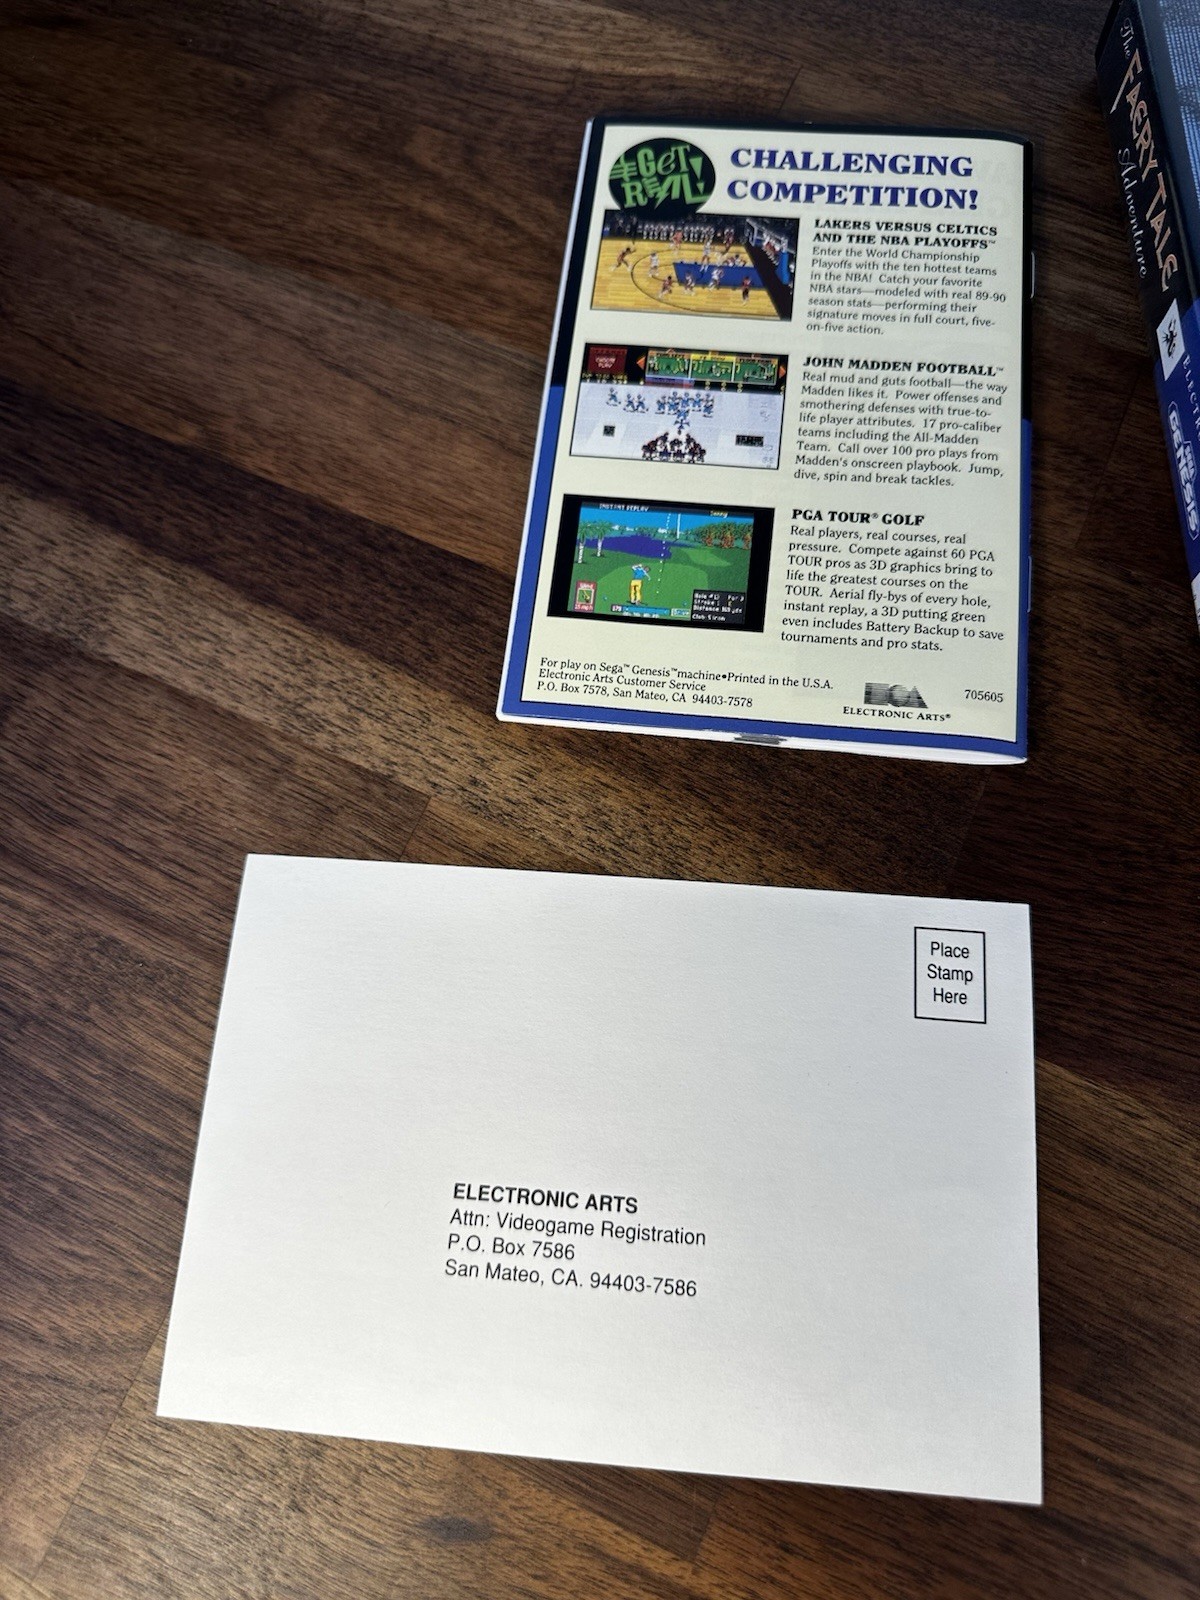 GET
REAL!
CHALLENGING
COMPETITION!
LAKERS VERSUS CELTICS
AND THE NBA PLAYOFFS™
Enter the World Championship
Playoffs with the ten hottest teams
in the NBA! Catch your favorite
NBA stars—modeled with real 89-90
season stats—performing their
signature moves in full court, five-
on-five action.
JOHN MADDEN FOOTBALL™
Real mud and guts football—the way
Madden likes it. Power offenses and
smothering defenses with true-to-
life player attributes. 17 pro-caliber
teams including the All-Madden
Team. Call over 100 pro plays from
Madden's onscreen playbook. Jump,
dive, spin and break tackles.
INSTANT REPLAY
PGA TOUR® GOLF
Real players, real courses, real
pressure. Compete against 60 PGA
TOUR pros as 3D graphics bring to
life the greatest courses on the
TOUR. Aerial fly-bys of every hole,
instant replay, a 3D putting green
even includes Battery Backup to save
tournaments and pro stats.
For play on Sega™ Genesis™ machine•Printed in the U.S.A.
Electronic Arts Customer Service
P.O. Box 7578, San Mateo, CA 94403-7578
ELECTRONIC ARTS®
705605
The
FAERY TALE
Adventure
GENESIS
Place
Stamp
Here
ELECTRONIC ARTS
Attn: Videogame Registration
P.O. Box 7586
San Mateo, CA. 94403-7586